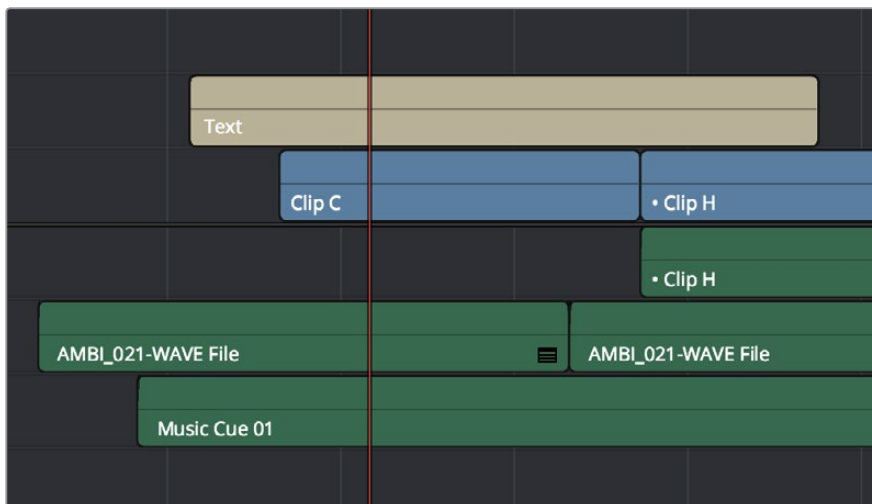 Text
Clip C
• Clip H
• Clip H
AMBI_021-WAVE File
AMBI_021-WAVE File
Music Cue 01